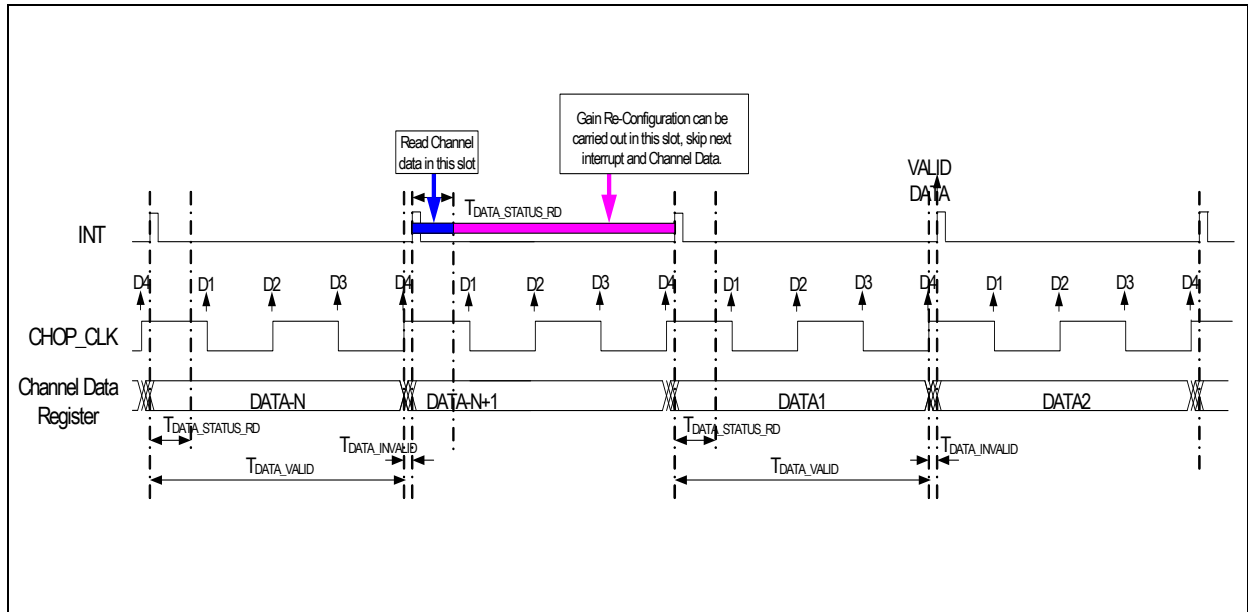 Gain Re-Configuration can be
carried out in this slot, skip next
interrupt and Channel Data.
Read Channel
data in this slot
VALID
DATA
TDATA_STATUS_RD
INT
D4 D1 D2 D3 D4 D1 D2 D3 D4 D1 D2 D3 D4 D1 D2 D3 D4
CHOP_CLK
Channel Data
Register
DATA-N DATA-N+1 DATA1 DATA2
TDATA_STATUS_RD TDATA_STATUS_RD
TDATA_INVALID TDATA_INVALID
TDATA_VALID TDATA_VALID